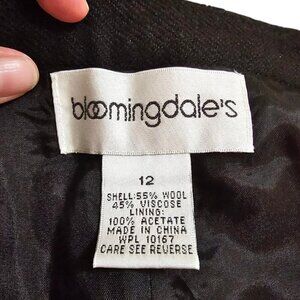 bloomingdale's
12
SHELL:55% WOOL
45% VISCOSE
LINING:
100% ACETATE
MADE IN CHINA
WPL 10167
CARE SEE REVERSE